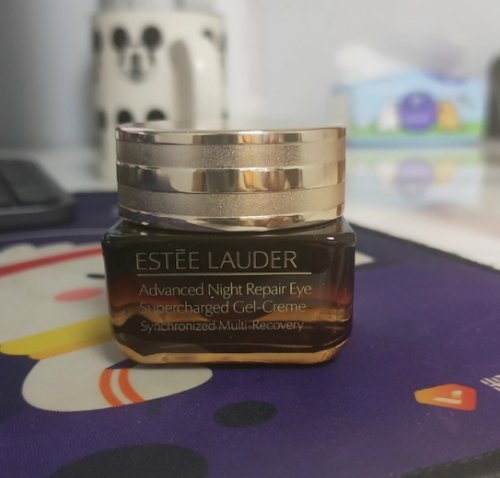 ESTĒE LAUDER
Advanced Night Repair Eye
Supercharged Gel-Creme
Synchronized Multi-Recovery